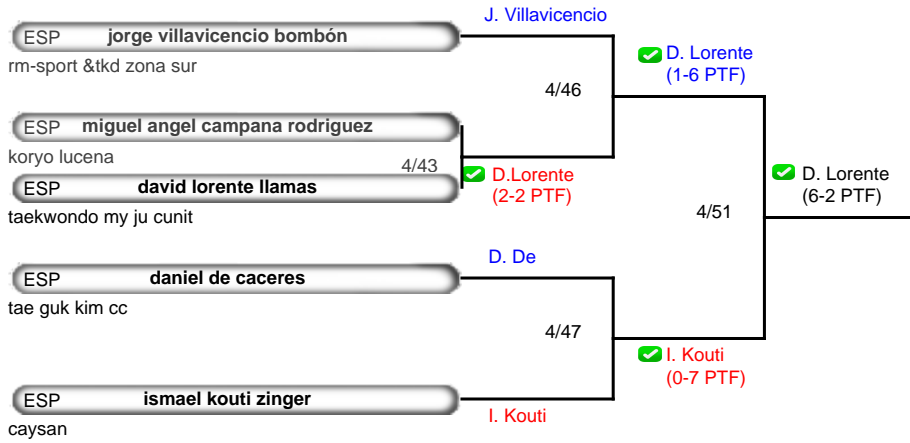 J. Villavicencio
ESP jorge villavicencio bombón
rm-sport &tkd zona sur
D. Lorente
(1-6 PTF)
4/46
ESP miguel angel campana rodriguez
koryo lucena
4/43
D.Lorente
(2-2 PTF)
ESP david lorente llamas
taekwondo my ju cunit
D. Lorente
(6-2 PTF)
4/51
D. De
ESP daniel de caceres
tae guk kim cc
4/47
I. Kouti
(0-7 PTF)
ESP ismael kouti zinger
I. Kouti
caysan